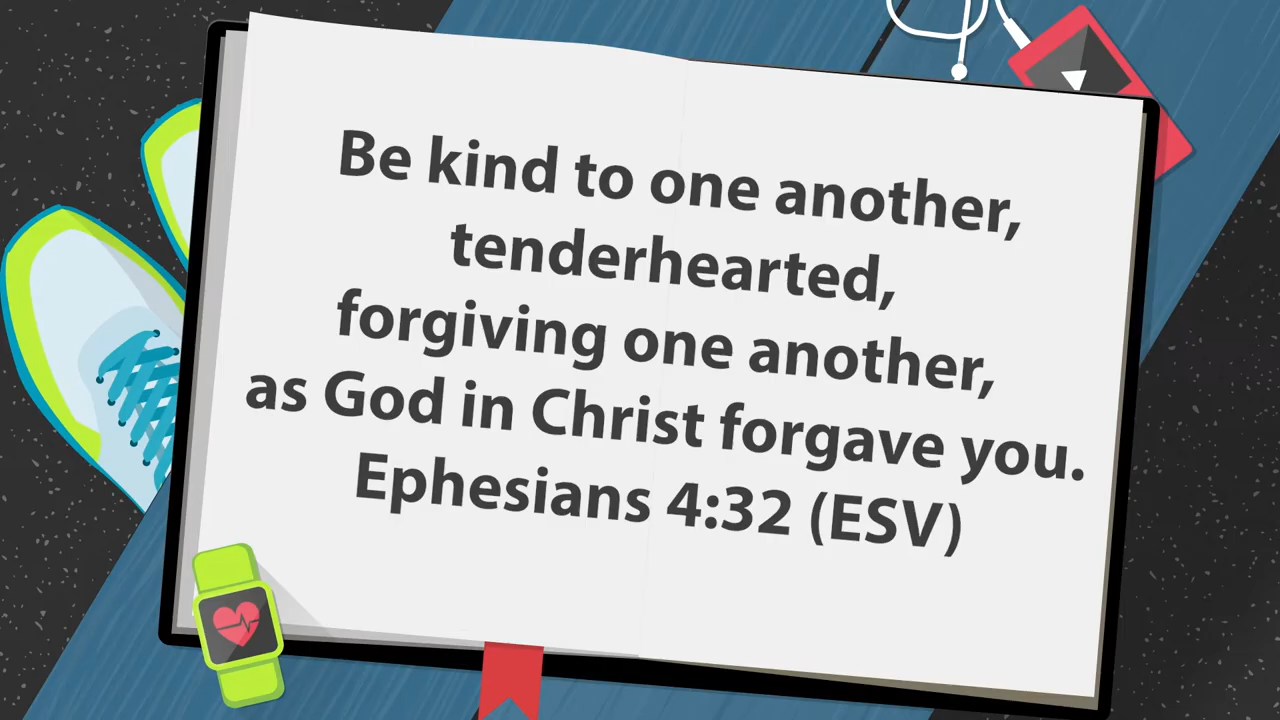 Be kind to one another,
tenderhearted,
forgiving one another,
as God in Christ forgave you.
Ephesians 4:32 (ESV)